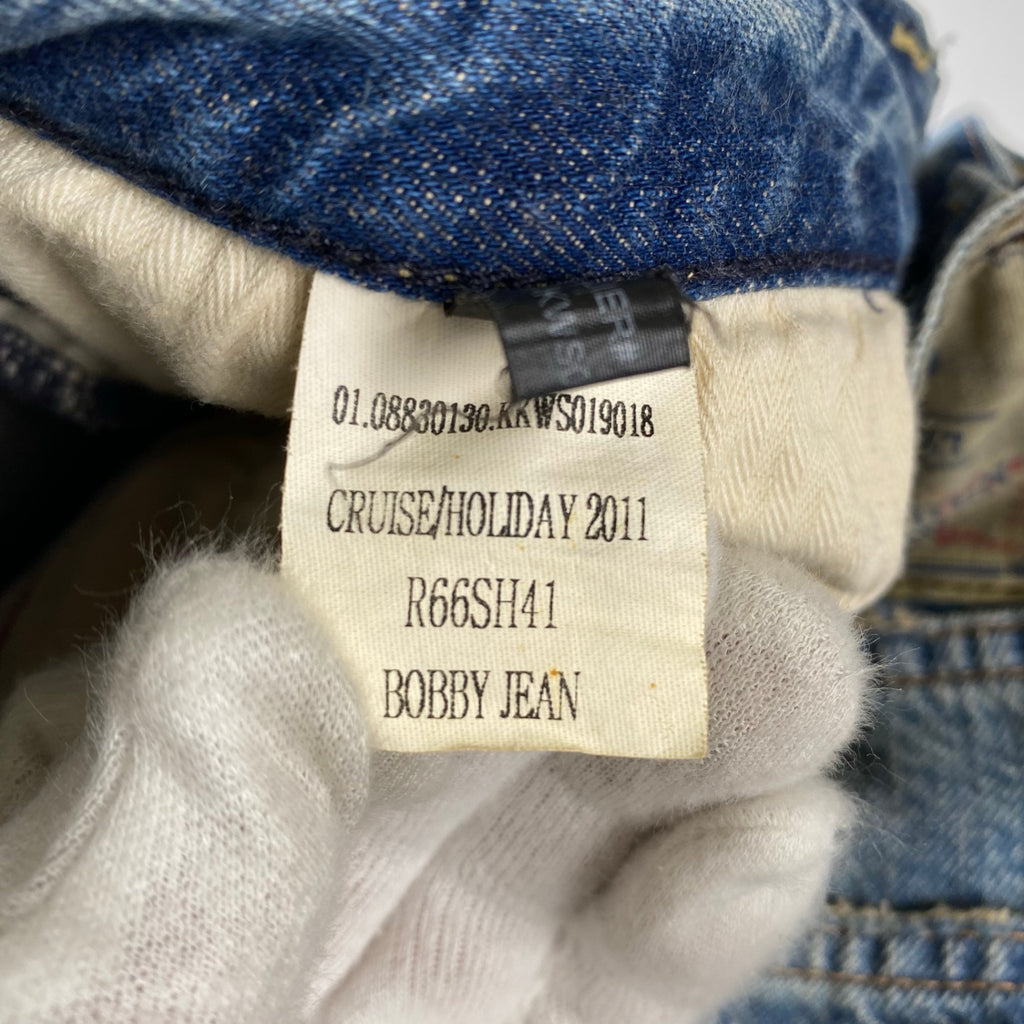 01.08830130.KKWS019018
CRUISE/HOLIDAY 2011
R66SH41
BOBBY JEAN